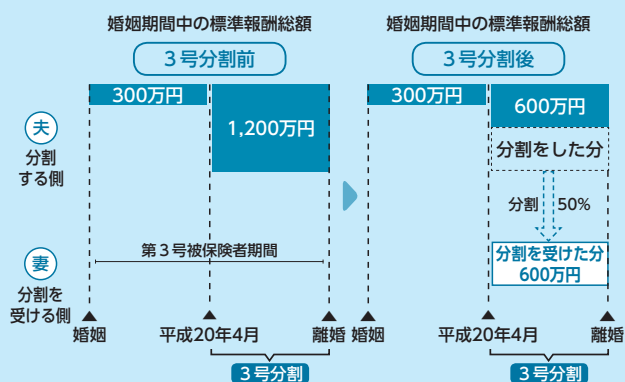 婚姻期間中の標準報酬総額
3号分割前
300万円
1,200万円
夫
分割
する側
第3号被保険者期間
妻
分割を
受ける側
婚姻
平成20年4月
離婚
3号分割
婚姻期間中の標準報酬総額
3号分割後
300万円
600万円
分割をした分
分割 50%
分割を受けた分
600万円
婚姻
平成20年4月
離婚
3号分割